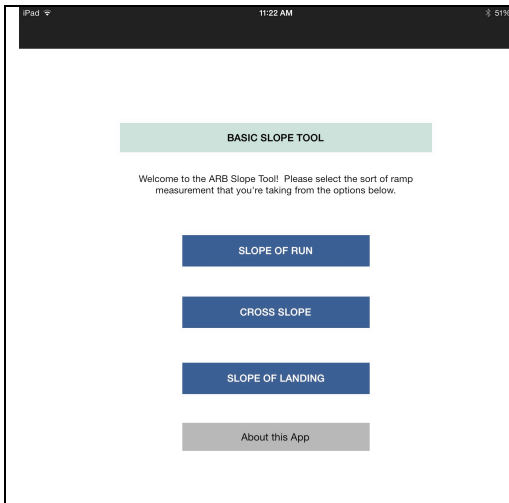 iPad 11:22 AM 51%
BASIC SLOPE TOOL
Welcome to the ARB Slope Tool! Please select the sort of ramp
measurement that you're taking from the options below.
SLOPE OF RUN
CROSS SLOPE
SLOPE OF LANDING
About this App